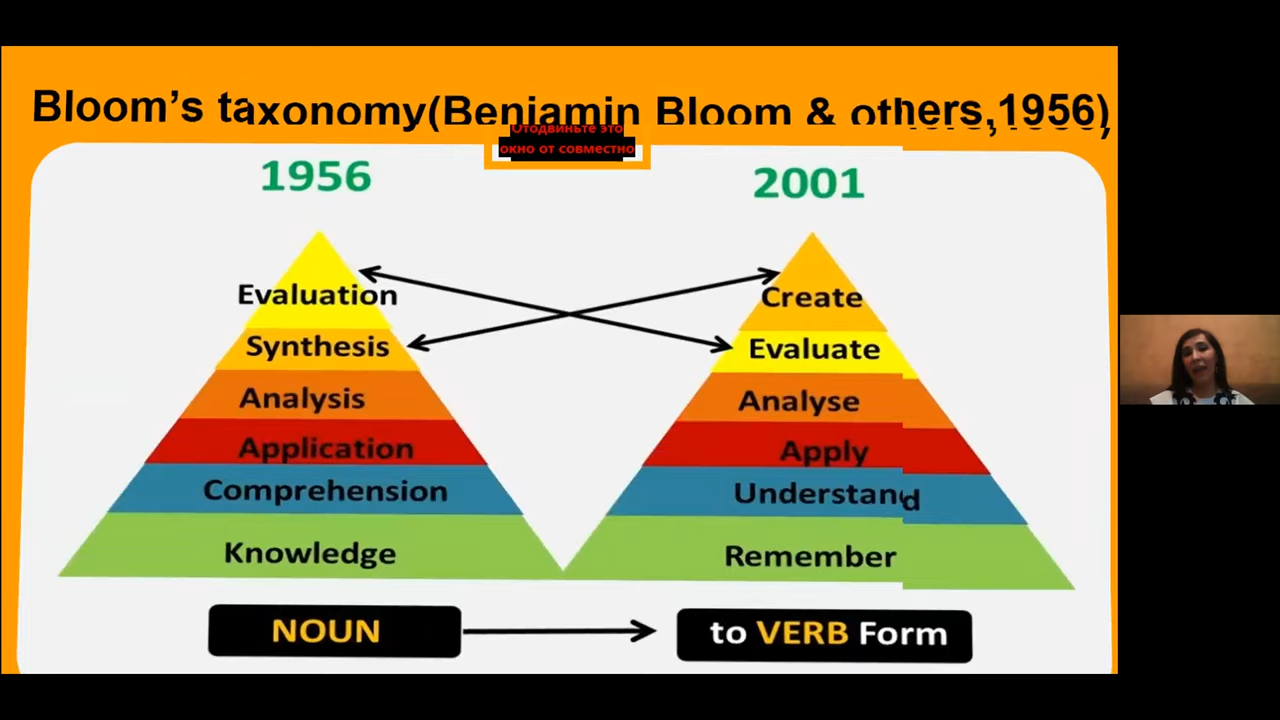 Bloom’s taxonomy(Benjamin Bloom & others,1956)
Отодвиньте это
окно от совместно
1956
2001
Evaluation
Synthesis
Analysis
Application
Comprehension
Knowledge
Create
Evaluate
Analyse
Apply
Understand
Remember
NOUN
to VERB Form